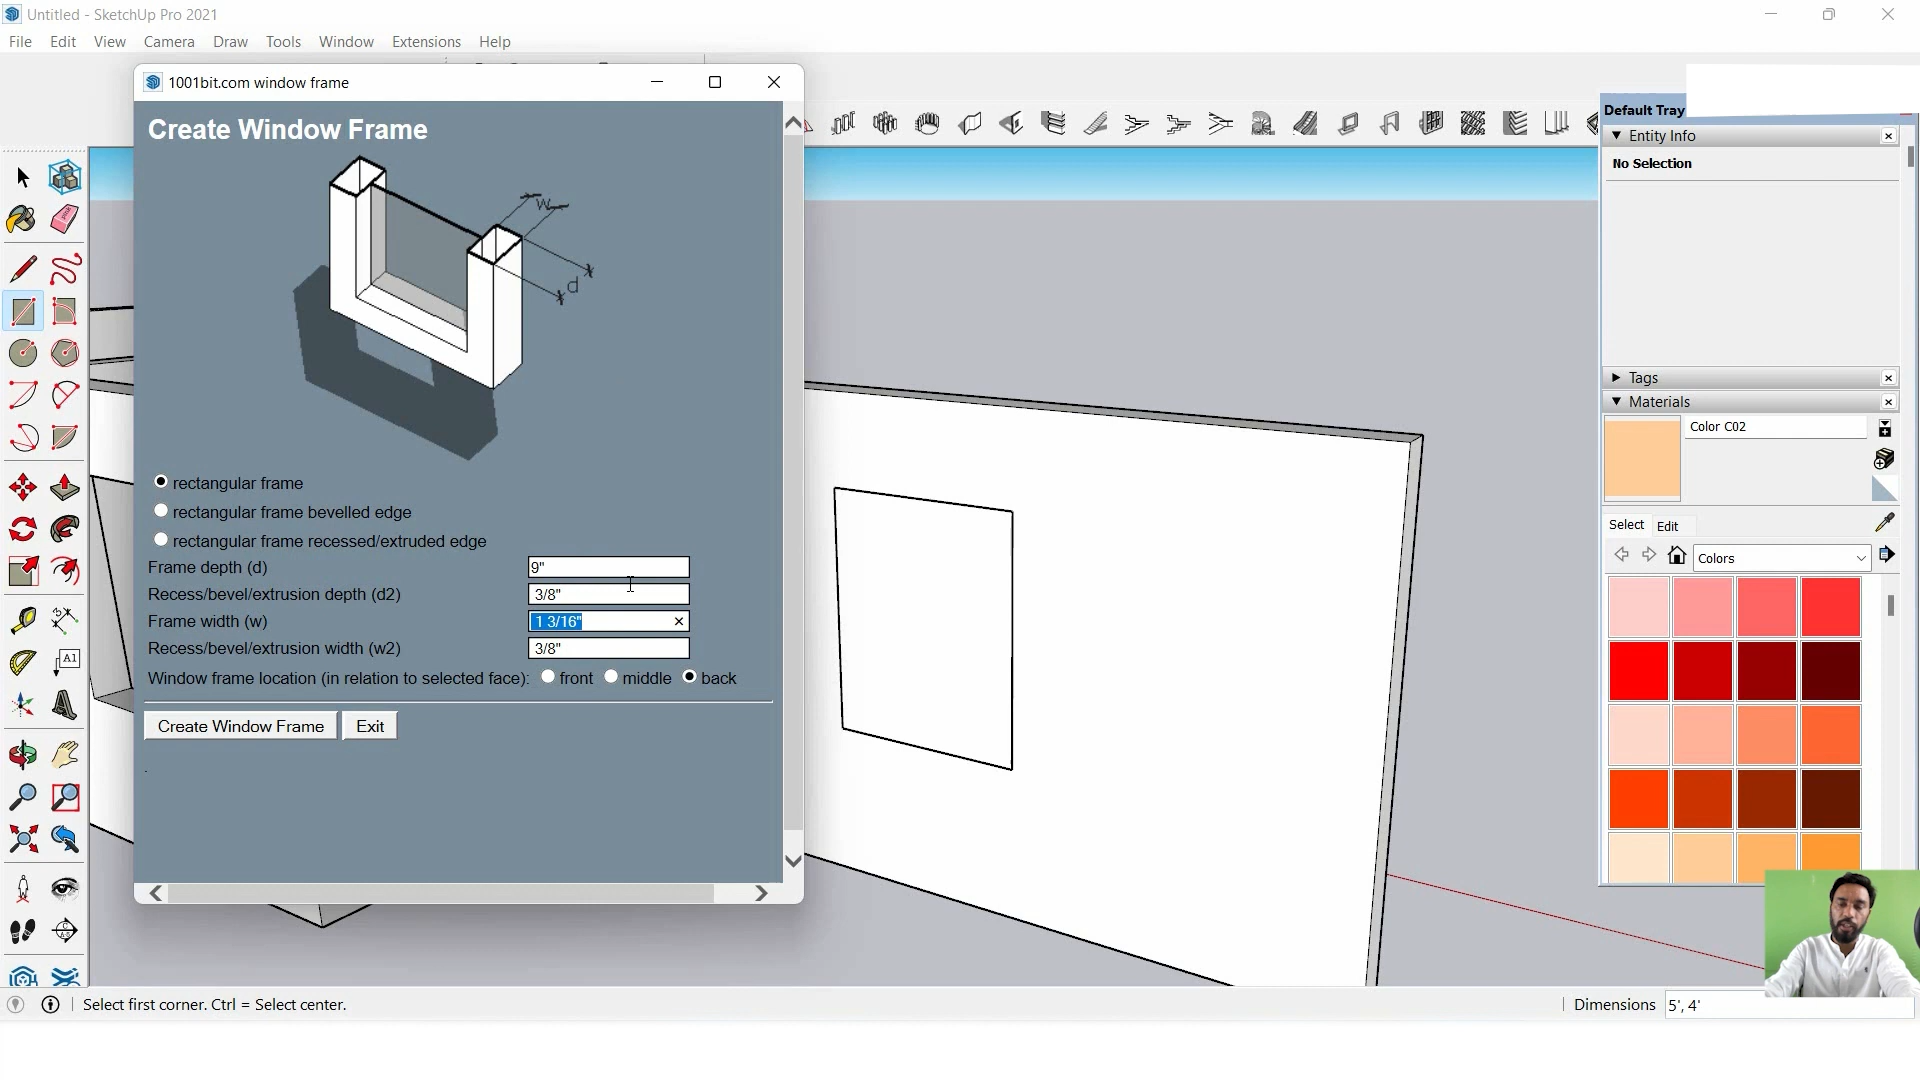 Untitled - SketchUp Pro 2021
File Edit View Camera Draw Tools Window Extensions Help
1001bit.com window frame
Create Window Frame
w
d
rectangular frame
rectangular frame bevelled edge
rectangular frame recessed/extruded edge
Frame depth (d) 9"
Recess/bevel/extrusion depth (d2) 3/8"
Frame width (w) 1 3/16"
Recess/bevel/extrusion width (w2) 3/8"
Window frame location (in relation to selected face): front middle back
Create Window Frame Exit
.
A1
Default Tray
Entity Info
No Selection
Tags
Materials
Color C02
Select Edit
Colors
Select first corner. Ctrl = Select center.
Dimensions 5', 4'